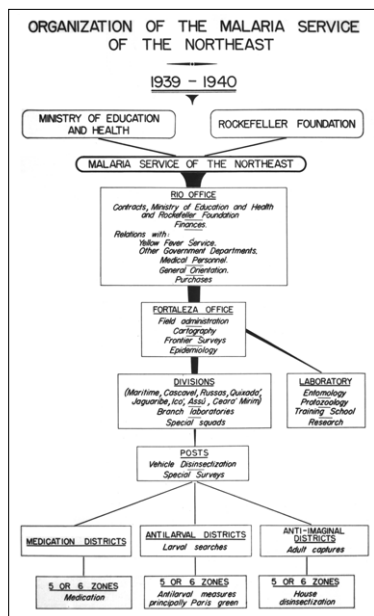 ORGANIZATION OF THE MALARIA SERVICE
OF THE NORTHEAST
1939-1940
MINISTRY OF EDUCATION
AND HEALTH
ROCKEFELLER FOUNDATION
MALARIA SERVICE OF THE NORTHEAST
RIO OFFICE
Contracts, Ministry of Education and Health
and Rockefeller Foundation
Finances.
Relations with:
Yellow Fever Service.
Other Government Departments.
Medical Personnel.
General Orientation.
Purchases
FORTALEZA OFFICE
Field administration
Cartography
Frontier Surveys
Epidemiology
DIVISIONS
(Maritime, Cascavel, Russas, Quixadá,
Jaguaribe, Icó, Assú, Ceará Mirim)
Branch laboratories
Special squads
LABORATORY
Entomology
Protozoology
Training School
Research
POSTS
Vehicle Disinsectization
Special Surveys
MEDICATION DISTRICTS
ANTILARVAL DISTRICTS
Larval searches
ANTI-IMAGINAL
DISTRICTS
Adult captures
5 OR 6 ZONES
Medication
5 OR 6 ZONES
Antilarval measures
principally Paris green
5 OR 6 ZONES
House
disinsectization